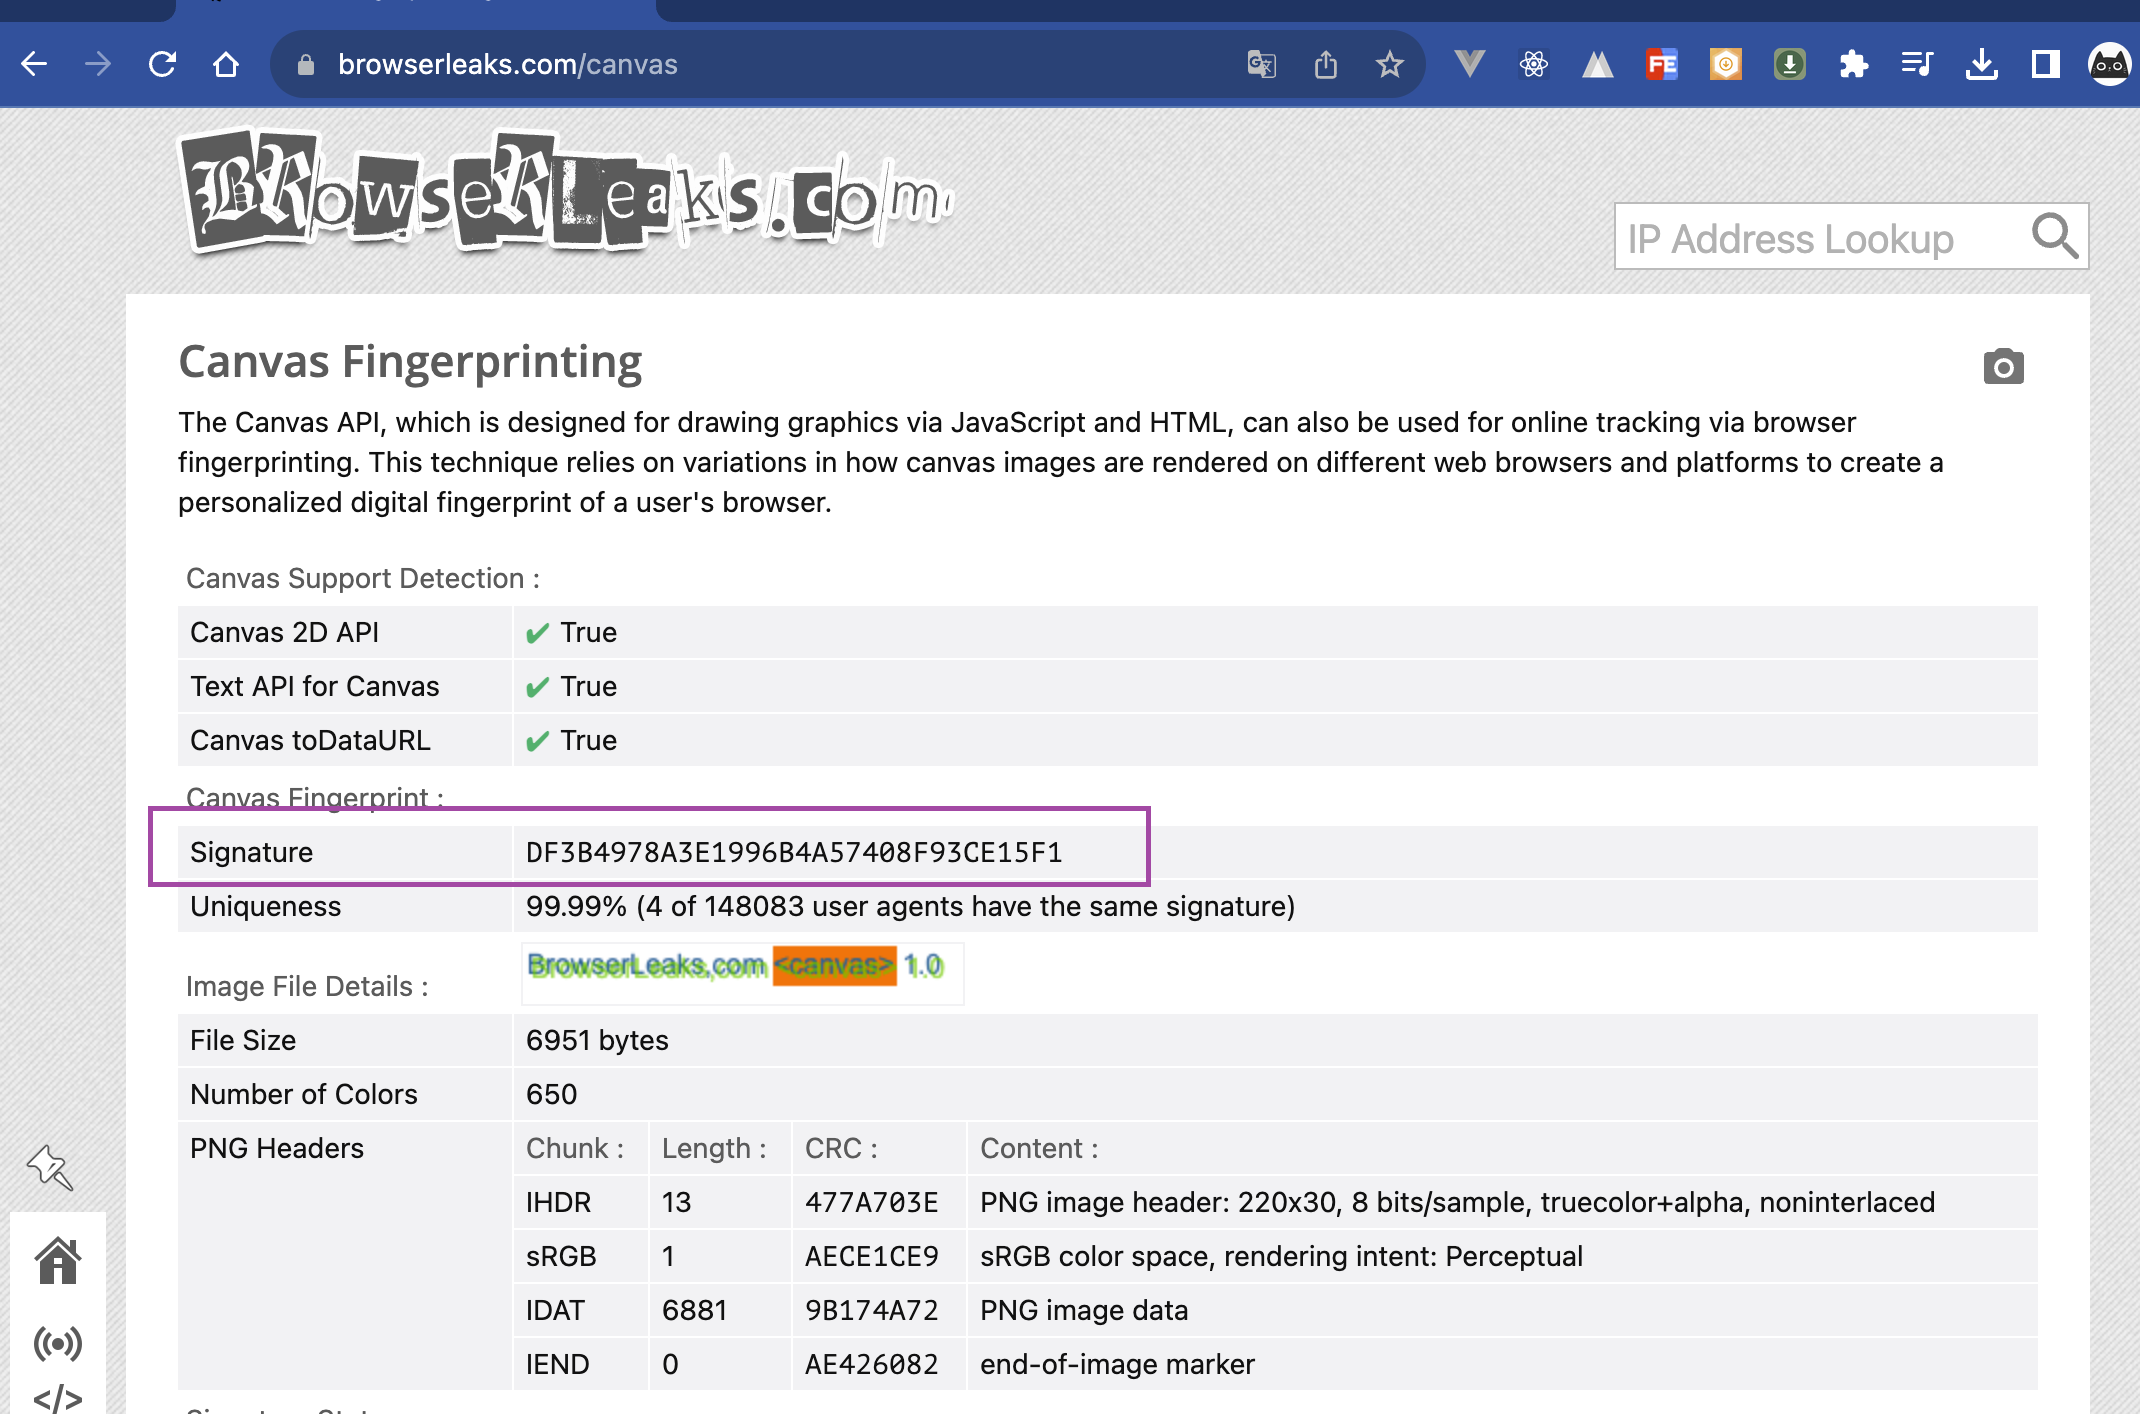 browserleaks.com/canvas
FE
BRowseRLeaks.com
IP Address Lookup
Canvas Fingerprinting
The Canvas API, which is designed for drawing graphics via JavaScript and HTML, can also be used for online tracking via browser
fingerprinting. This technique relies on variations in how canvas images are rendered on different web browsers and platforms to create a
personalized digital fingerprint of a user's browser.
Canvas Support Detection :
Canvas 2D API ✔ True
Text API for Canvas ✔ True
Canvas toDataURL ✔ True
Canvas Fingerprint :
Signature DF3B4978A3E1996B4A57408F93CE15F1
Uniqueness 99.99% (4 of 148083 user agents have the same signature)
BrowserLeaks,com <canvas> 1.0
Image File Details :
File Size 6951 bytes
Number of Colors 650
PNG Headers Chunk : Length : CRC : Content :
IHDR 13 477A703E PNG image header: 220x30, 8 bits/sample, truecolor+alpha, noninterlaced
sRGB 1 AECE1CE9 sRGB color space, rendering intent: Perceptual
IDAT 6881 9B174A72 PNG image data
IEND 0 AE426082 end-of-image marker